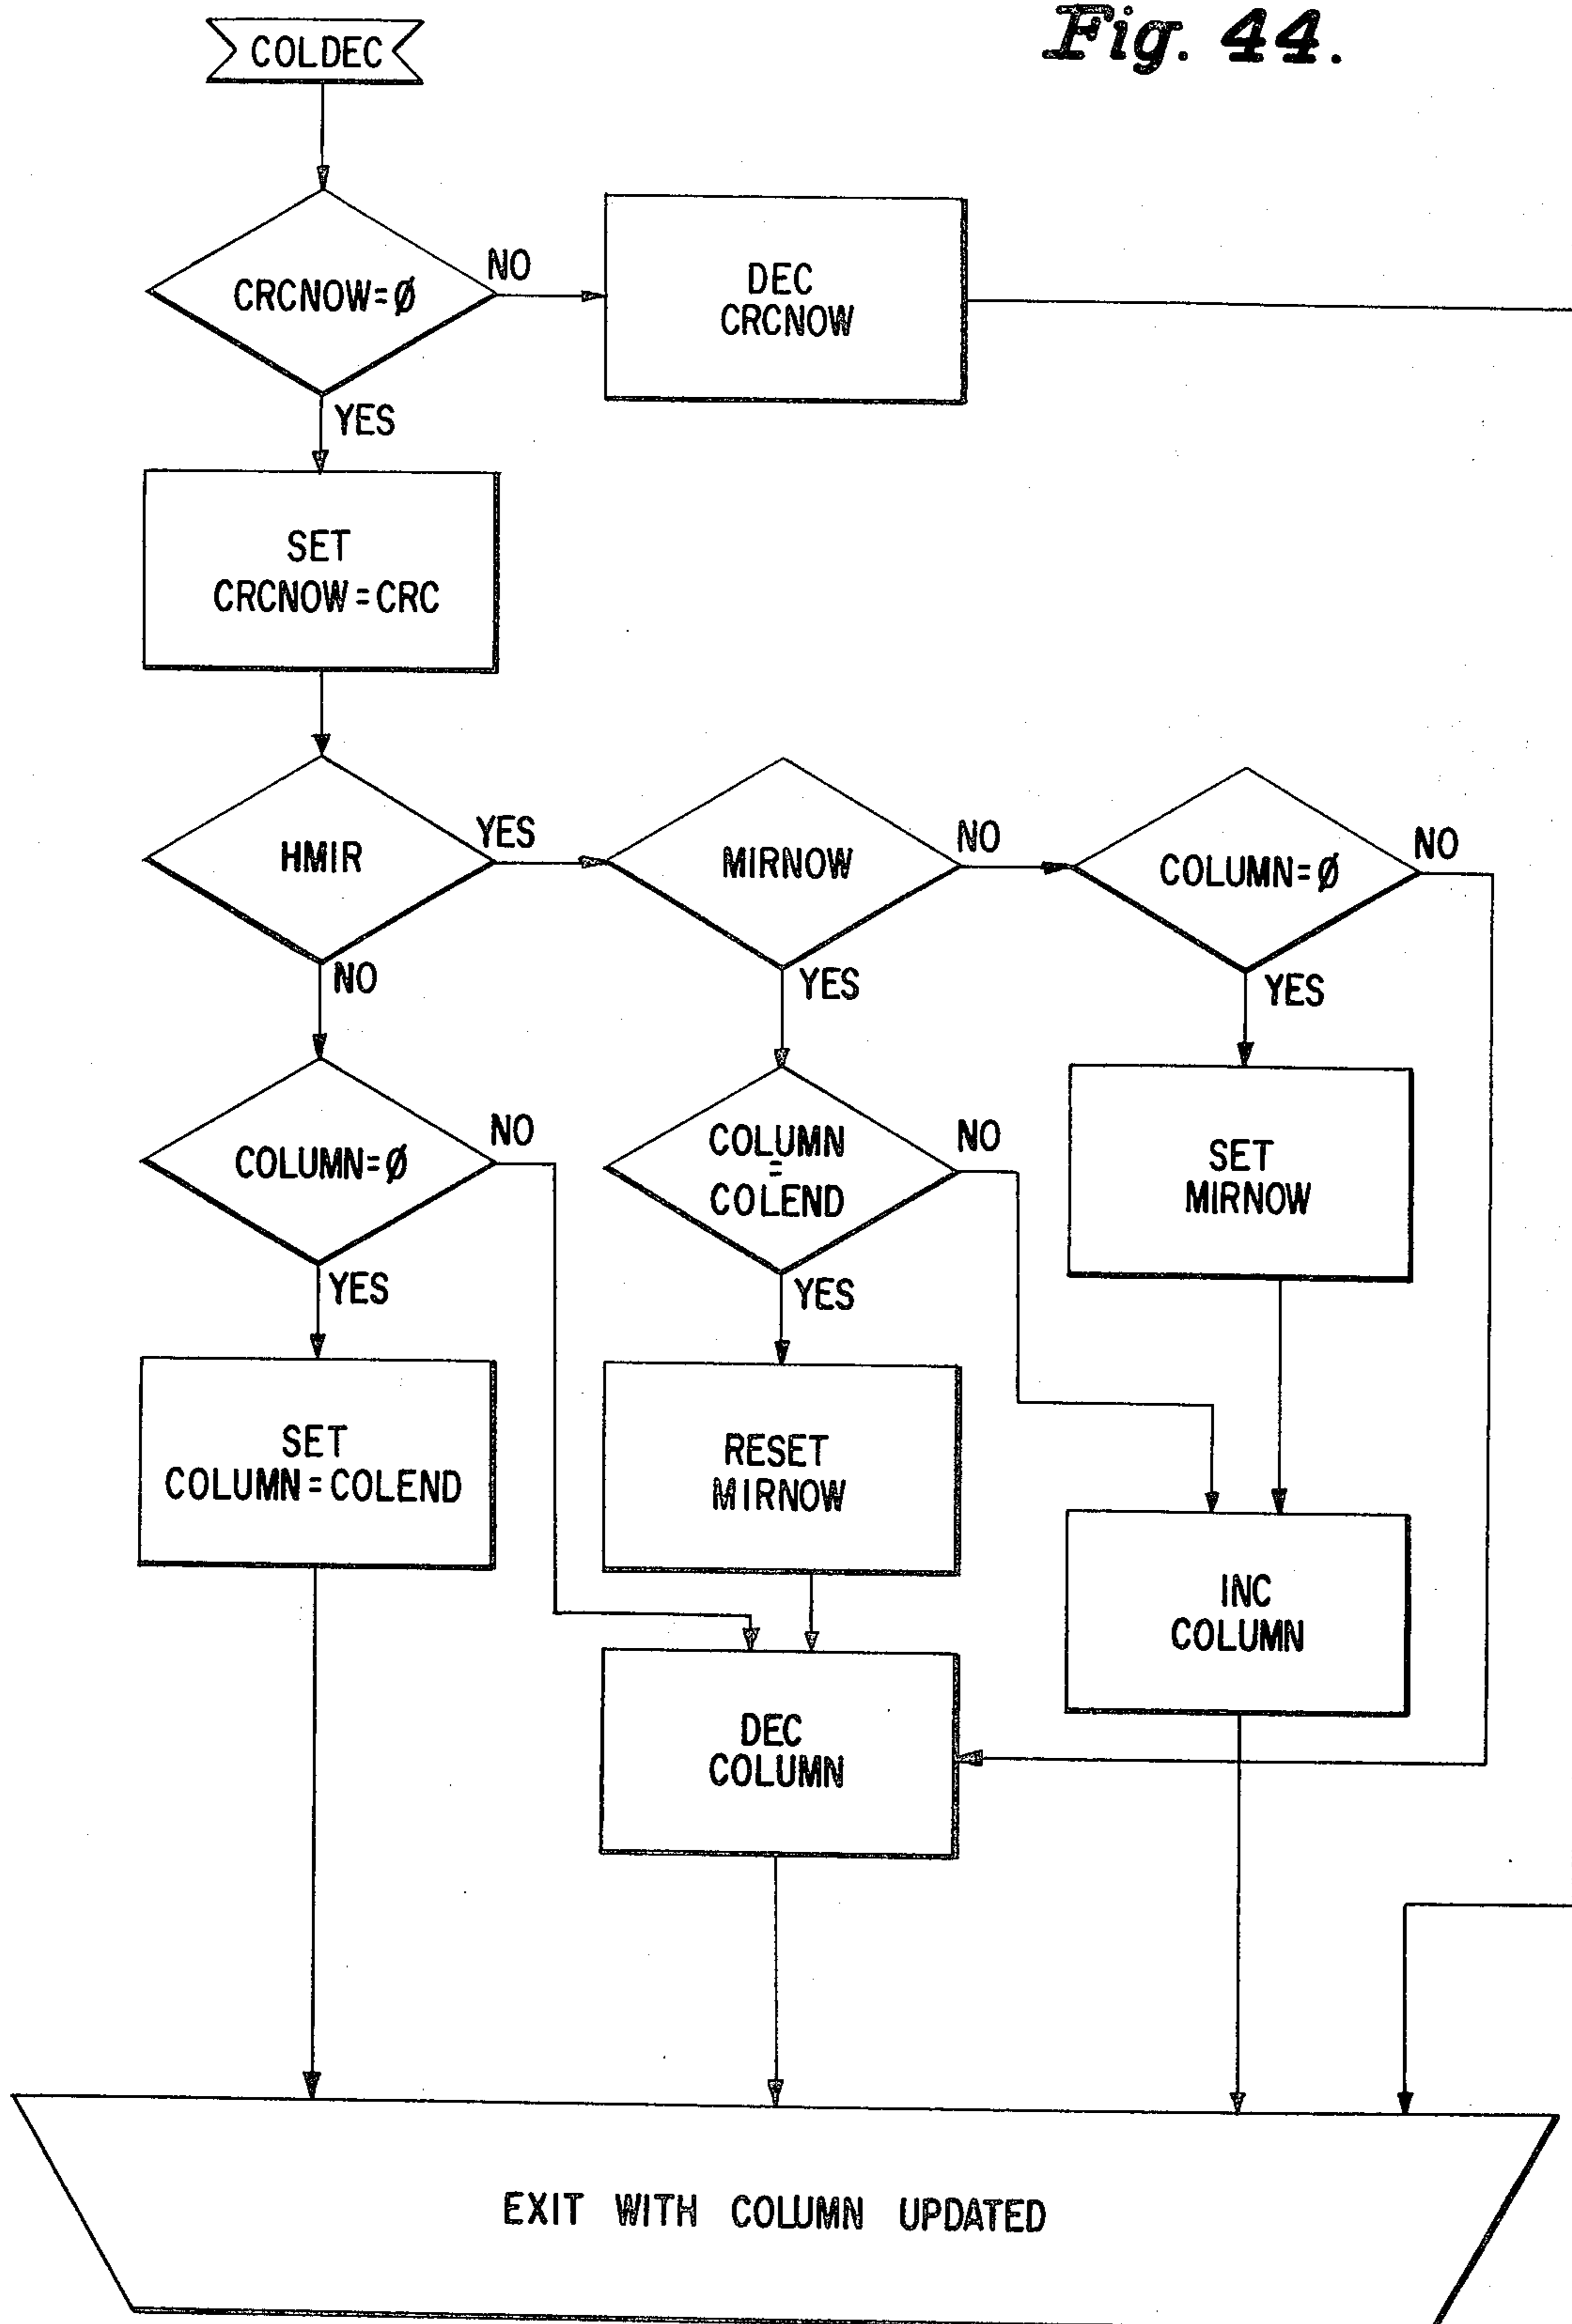 Fig. 44.
COLDEC
CRCNOW=Ø
NO
DEC
CRCNOW
YES
SET
CRCNOW=CRC
HMIR
YES
MIRNOW
NO
COLUMN=Ø
NO
NO
YES
YES
COLUMN=Ø
NO
COLUMN
=
COLEND
NO
SET
MIRNOW
YES
YES
SET
COLUMN=COLEND
RESET
MIRNOW
INC
COLUMN
DEC
COLUMN
EXIT WITH COLUMN UPDATED